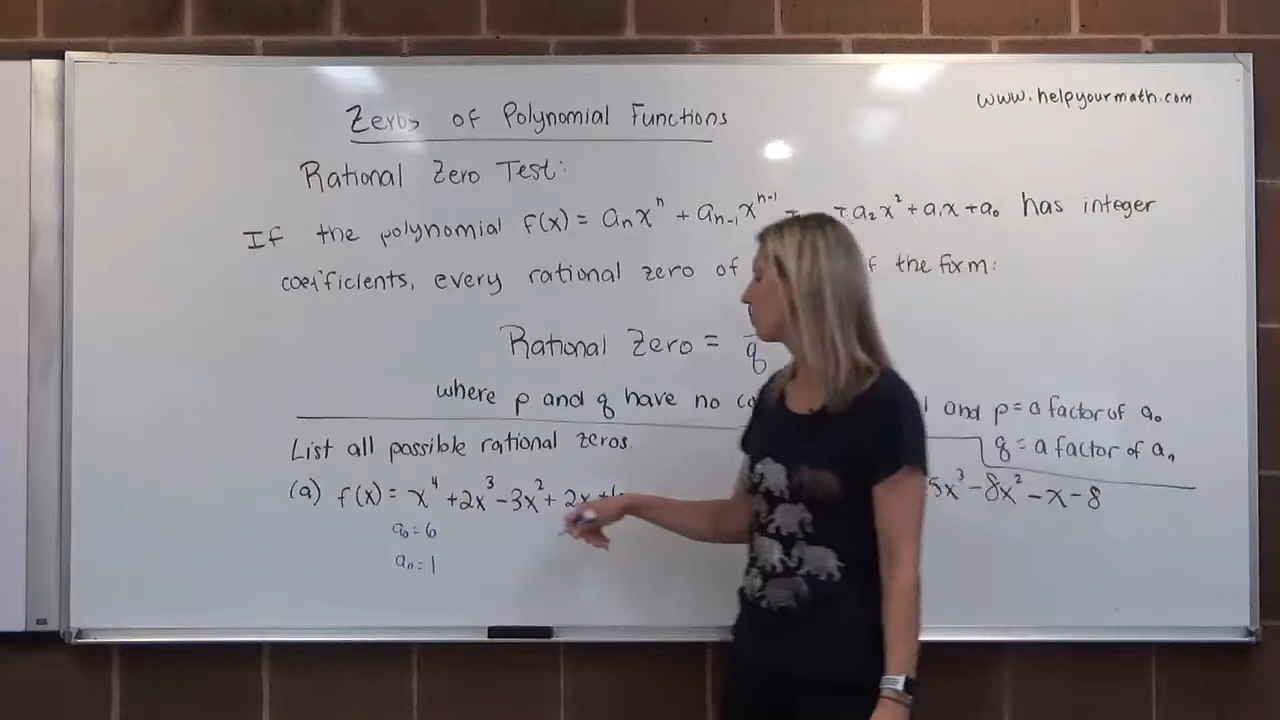 www.helpyourmath.com
Zeros of Polynomial Functions
Rational Zero Test:
If the polynomial f(x) = aₙxⁿ + aₙ₋₁xⁿ⁻¹ + a₂x² + a₁x + a₀ has integer
coefficients, every rational zero of the form:
Rational Zero = q
where p and q have no and p = a factor of a₀
q = a factor of aₙ
List all possible rational zeros.
(a) f(x) = x⁴ + 2x³ - 3x² + 2x + 5x³ - 8x² - x - 8
a₀ = 6
aₙ = 1